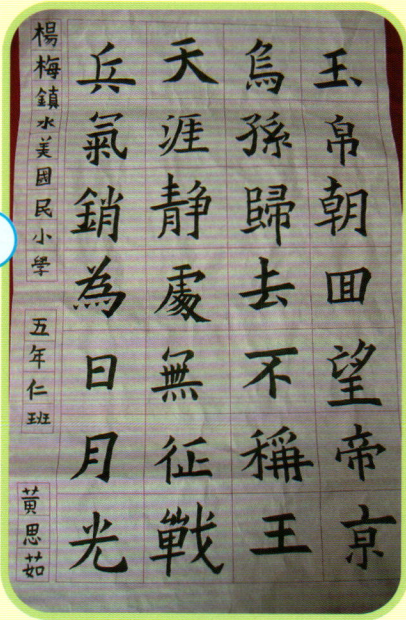 玉帛朝回望帝京
烏孫歸去不稱王
天涯静處無征戰
兵氣銷為日月光
楊梅鎮水美國民小學 五年仁班 黃思茹